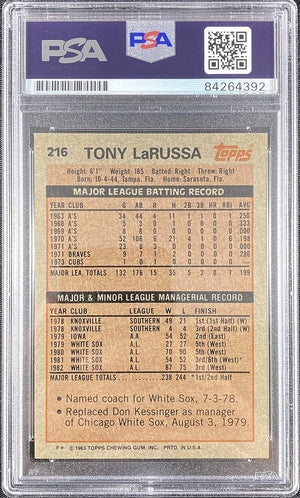 PSA PSA
84264392
216 TONY LaRUSSA Topps
Height: 6'1" Weight: 185 Batted: Right Threw: Right
Born: 10-4-44, Tampa, Fla. Home: Sarasota, Fla.
MAJOR LEAGUE BATTING RECORD
YEAR CLUB G AB R H 2B 3B HR RBI AVG
1963 A'S 34 44 4 11 1 0 0 1 .250
1968 A'S 5 3 0 1 0 0 0 0 .333
1969 A'S 8 8 0 0 0 0 0 0 .000
1970 A'S 52 106 6 21 4 1 0 6 .198
1971 A'S 23 8 3 0 0 0 0 0 .000
1971 BRAVES 9 7 1 2 0 0 0 0 .286
1973 CUBS 1 0 1 0 0 0 0 0 .000
MAJOR LEA. TOTALS 132 176 15 35 5 1 0 7 .199
MAJOR & MINOR LEAGUE MANAGERIAL RECORD
YEAR CLUB LEAGUE W L FINISH
1978 KNOXVILLE SOUTHERN 49 21 1st (1st Half) (W)
1978 KNOXVILLE SOUTHERN 4 4 3rd (2nd Half) (W)
1979 IOWA A.A. 54 52 2nd (East)
1979 WHITE SOX A.L. 27 27 5th (West)
1980 WHITE SOX A.L. 70 90 5th (West)
1981 WHITE SOX A.L. 54 52 3rd/6th (West)*
1982 WHITE SOX A.L. 87 75 3rd (West)
MAJOR LEAGUE TOTALS 238 244 *1st/2nd Half
• Named coach for White Sox, 7-3-78.
• Replaced Don Kessinger as manager
of Chicago White Sox, August 3, 1979.
F* © 1983 TOPPS CHEWING GUM, INC. PRTD. IN U.S.A.